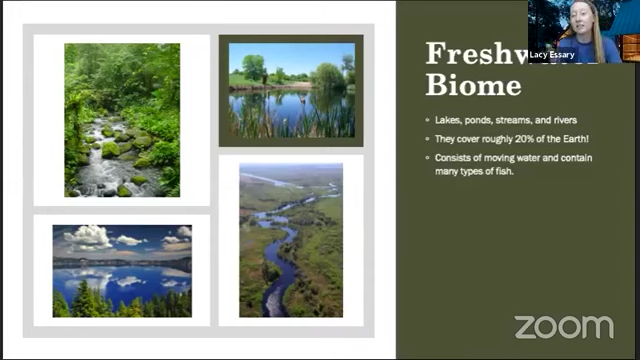 Lacy Essary
Biome
• Lakes, ponds, streams, and rivers
• They cover roughly 20% of the Earth!
• Consists of moving water and contain
many types of fish.
zoom